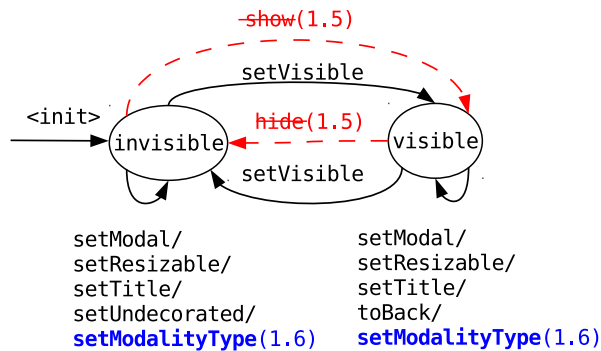 show(1.5)
setVisible
<init>
hide(1.5)
invisible
visible
setVisible
setModal/
setResizable/
setTitle/
setUndecorated/
setModalityType(1.6)
setModal/
setResizable/
setTitle/
toBack/
setModalityType(1.6)